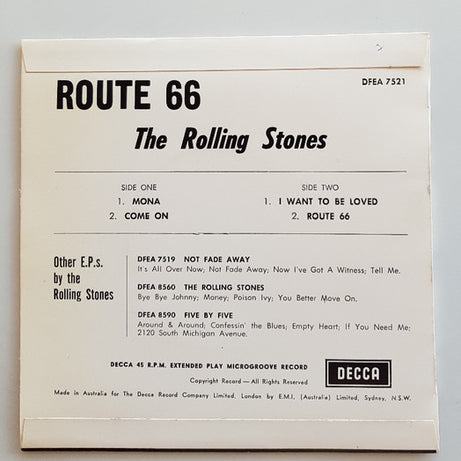 DFEA 7521
ROUTE 66
The Rolling Stones
SIDE ONE
1. MONA
2. COME ON
SIDE TWO
1. I WANT TO BE LOVED
2. ROUTE 66
Other E.P.s.
by the
Rolling Stones
DFEA 7519 NOT FADE AWAY
It's All Over Now; Not Fade Away; Now I've Got A Witness; Tell Me.
DFEA 8560 THE ROLLING STONES
Bye Bye Johnny; Money; Poison Ivy; You Better Move On.
DFEA 8590 FIVE BY FIVE
Around & Around; Confessin' the Blues; Empty Heart; If You Need Me;
2120 South Michigan Avenue.
DECCA 45 R.P.M. EXTENDED PLAY MICROGROOVE RECORD
Copyright Record — All Rights Reserved
DECCA
Made in Australia for The Decca Record Company Limited, London by E.M.I. (Australia) Limited, Sydney, N.S.W.